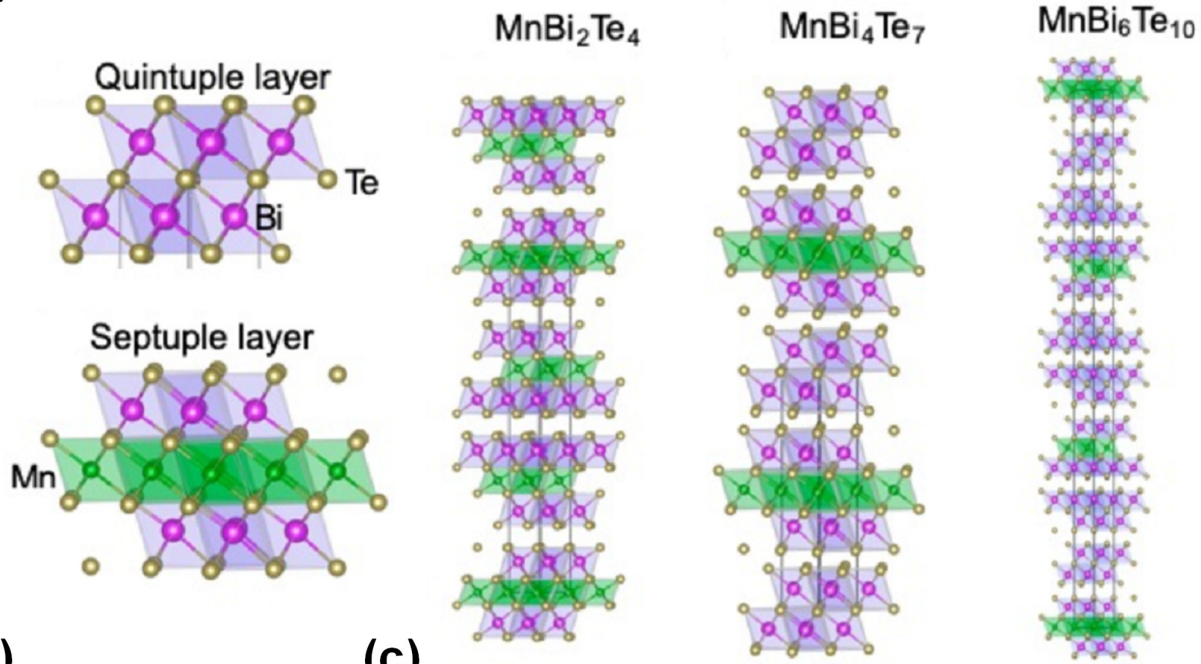 MnBi₂Te₄
MnBi₄Te₇
MnBi₆Te₁₀
Quintuple layer
Te
Bi
Septuple layer
Mn
)
(c)